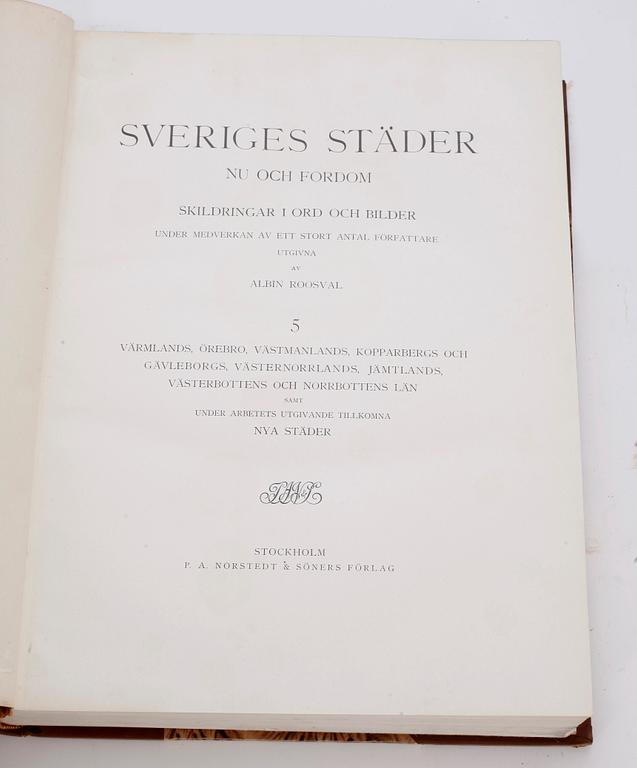 SVERIGES STÄDER
NU OCH FORDOM
SKILDRINGAR I ORD OCH BILDER
UNDER MEDVERKAN AV ETT STORT ANTAL FÖRFATTARE
UTGIVNA
AV
ALBIN ROOSVAL
5
VÄRMLANDS, ÖREBRO, VÄSTMANLANDS, KOPPARBERGS OCH
GÄVLEBORGS, VÄSTERNORRLANDS, JÄMTLANDS,
VÄSTERBOTTENS OCH NORRBOTTENS LÄN
SAMT
UNDER ARBETETS UTGIVANDE TILLKOMNA
NYA STÄDER
STOCKHOLM
P. A. NORSTEDT & SÖNERS FÖRLAG